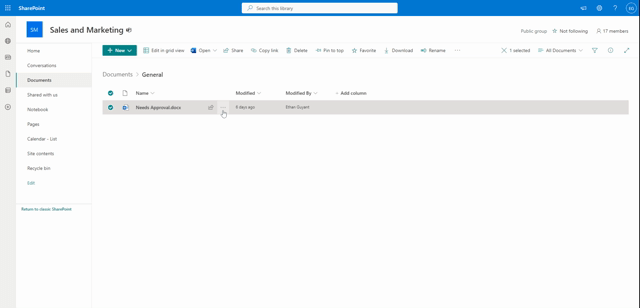 SharePoint
Search this library
SM
Sales and Marketing
Public group
Not following
17 members
Home
Conversations
Documents
Shared with us
Notebook
Pages
Calendar - List
Site contents
Recycle bin
Edit
Return to classic SharePoint
+ New
Edit in grid view
Open
Share
Copy link
Delete
Pin to top
Favorite
Download
Rename
1 selected
All Documents
Documents > General
Name
Modified
Modified By
+ Add column
Needs Approval.docx
6 days ago
Ethan Guyant